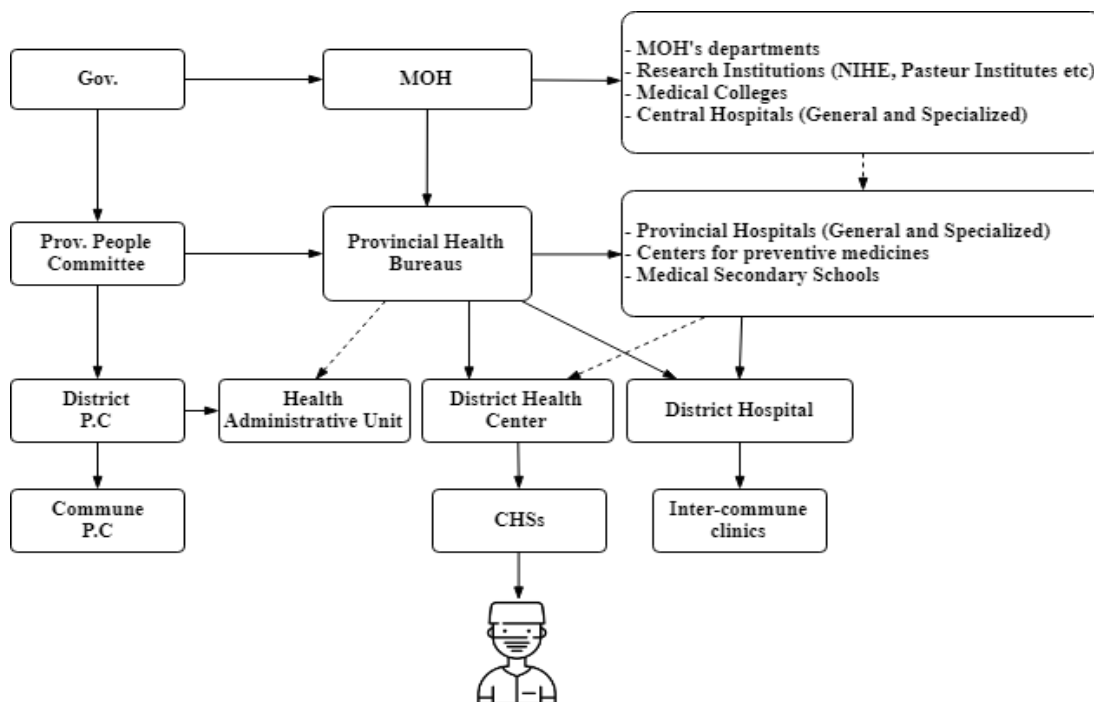 Gov.
MOH
- MOH's departments
- Research Institutions (NIHE, Pasteur Institutes etc)
- Medical Colleges
- Central Hospitals (General and Specialized)
Prov. People
Committee
Provincial Health
Bureaus
- Provincial Hospitals (General and Specialized)
- Centers for preventive medicines
- Medical Secondary Schools
District
P.C
Health
Administrative Unit
District Health
Center
District Hospital
Commune
P.C
CHSs
Inter-commune
clinics